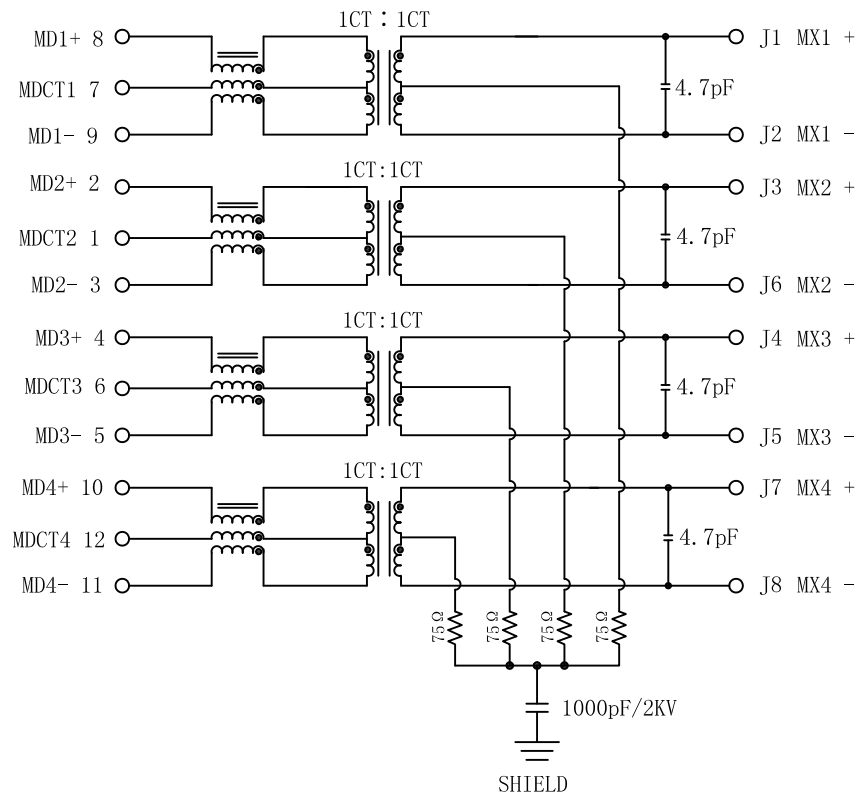 1CT : 1CT
MD1+ 8
J1 MX1 +
MDCT1 7
4.7pF
MD1- 9
J2 MX1 -
1CT:1CT
MD2+ 2
J3 MX2 +
MDCT2 1
4.7pF
MD2- 3
J6 MX2 -
1CT:1CT
MD3+ 4
J4 MX3 +
MDCT3 6
4.7pF
MD3- 5
J5 MX3 -
1CT:1CT
MD4+ 10
J7 MX4 +
MDCT4 12
4.7pF
MD4- 11
J8 MX4 -
75Ω
75Ω
75Ω
75Ω
1000pF/2KV
SHIELD